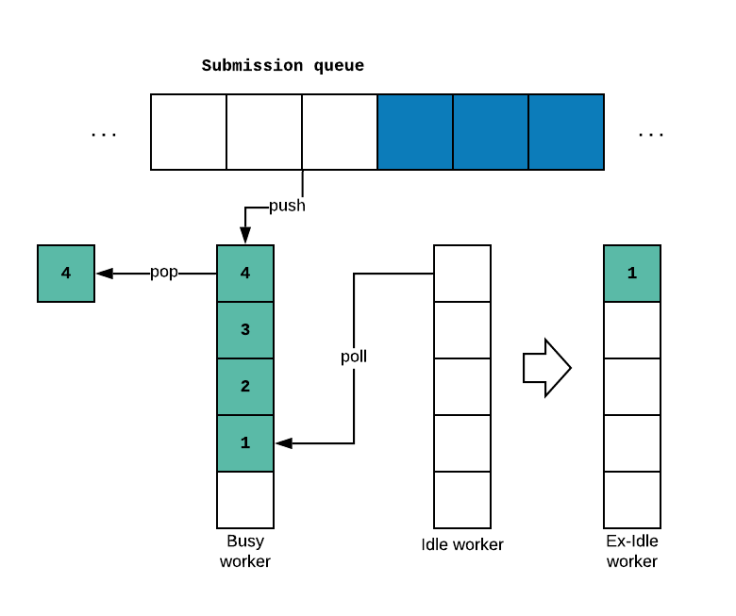 Submission queue
... ...
push
4 pop 4 1
3
2
poll
1
Busy
worker
Idle worker
Ex-Idle
worker